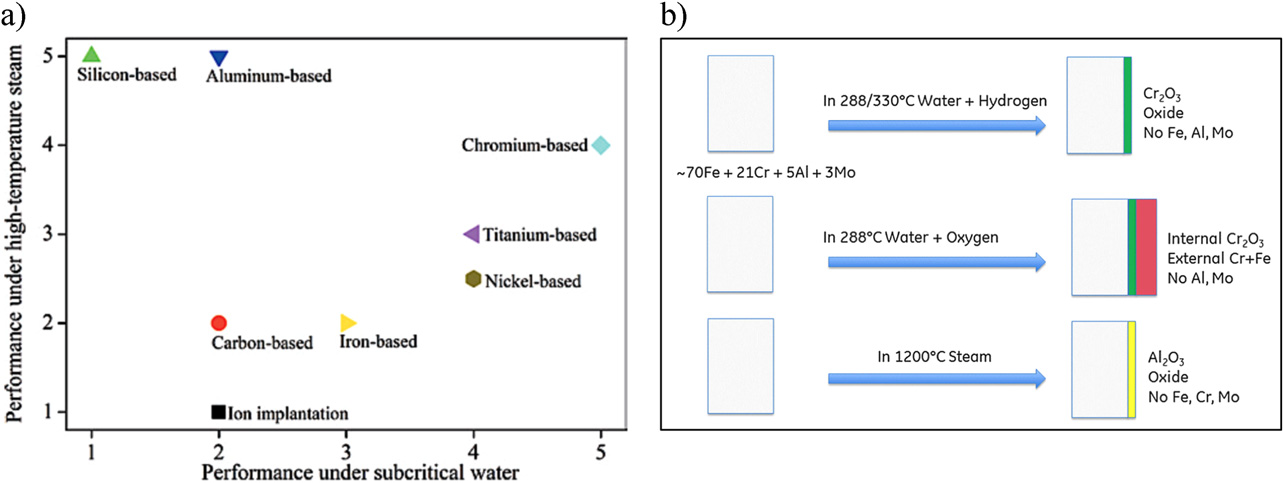 a)
Performance under high-temperature steam
5
4
3
2
1
Silicon-based
Aluminum-based
Chromium-based
Titanium-based
Nickel-based
Carbon-based
Iron-based
Ion implantation
1 2 3 4 5
Performance under subcritical water
b)
In 288/330°C Water + Hydrogen
Cr₂O₃
Oxide
No Fe, Al, Mo
~70Fe + 21Cr + 5Al + 3Mo
In 288°C Water + Oxygen
Internal Cr₂O₃
External Cr+Fe
No Al, Mo
In 1200°C Steam
Al₂O₃
Oxide
No Fe, Cr, Mo